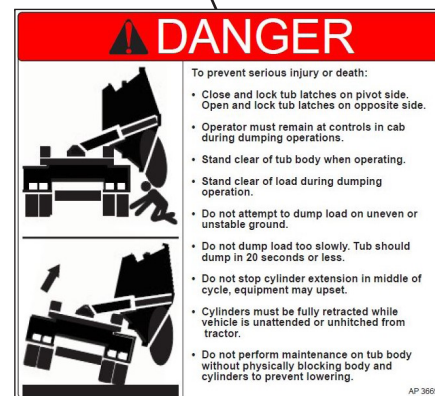 DANGER
To prevent serious injury or death:
• Close and lock tub latches on pivot side.
Open and lock tub latches on opposite side.
• Operator must remain at controls in cab
during dumping operations.
• Stand clear of tub body when operating.
• Stand clear of load during dumping
operation.
• Do not attempt to dump load on uneven or
unstable ground.
• Do not dump load too slowly. Tub should
dump in 20 seconds or less.
• Do not stop cylinder extension in middle of
cycle, equipment may upset.
• Cylinders must be fully retracted while
vehicle is unattended or unhitched from
tractor.
• Do not perform maintenance on tub body
without physically blocking body and
cylinders to prevent lowering.
AP 3665